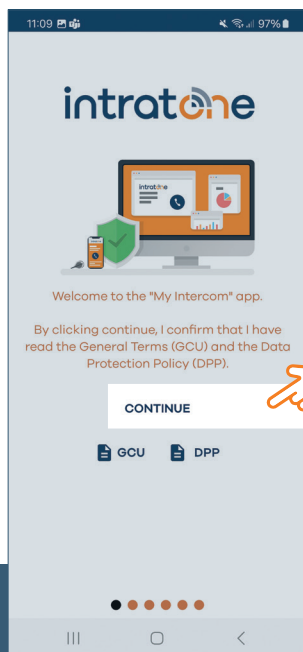 11:09 97%
intratone
intratone
Welcome to the "My Intercom" app.
By clicking continue, I confirm that I have
read the General Terms (GCU) and the Data
Protection Policy (DPP).
CONTINUE
GCU DPP